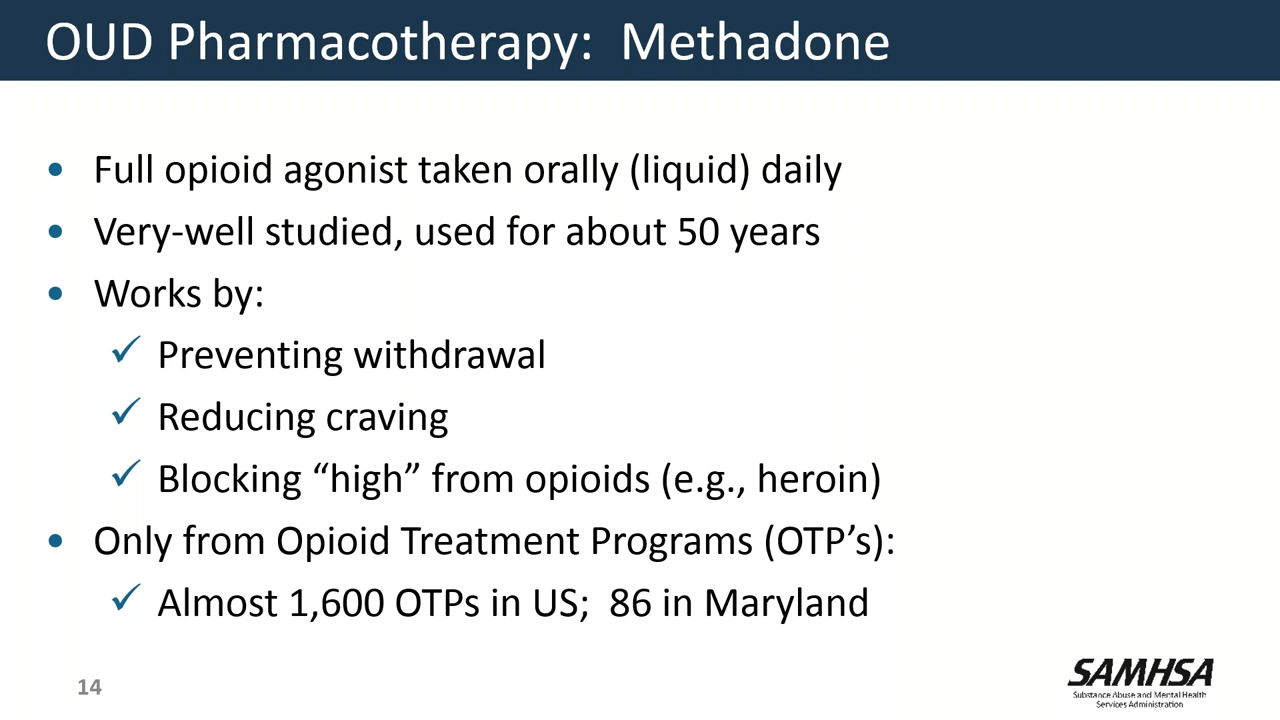 OUD Pharmacotherapy:  Methadone
• Full opioid agonist taken orally (liquid) daily
• Very-well studied, used for about 50 years
• Works by:
✓ Preventing withdrawal
✓ Reducing craving
✓ Blocking “high” from opioids (e.g., heroin)
• Only from Opioid Treatment Programs (OTP’s):
✓ Almost 1,600 OTPs in US;  86 in Maryland
14
SAMHSA
Substance Abuse and Mental Health
Services Administration